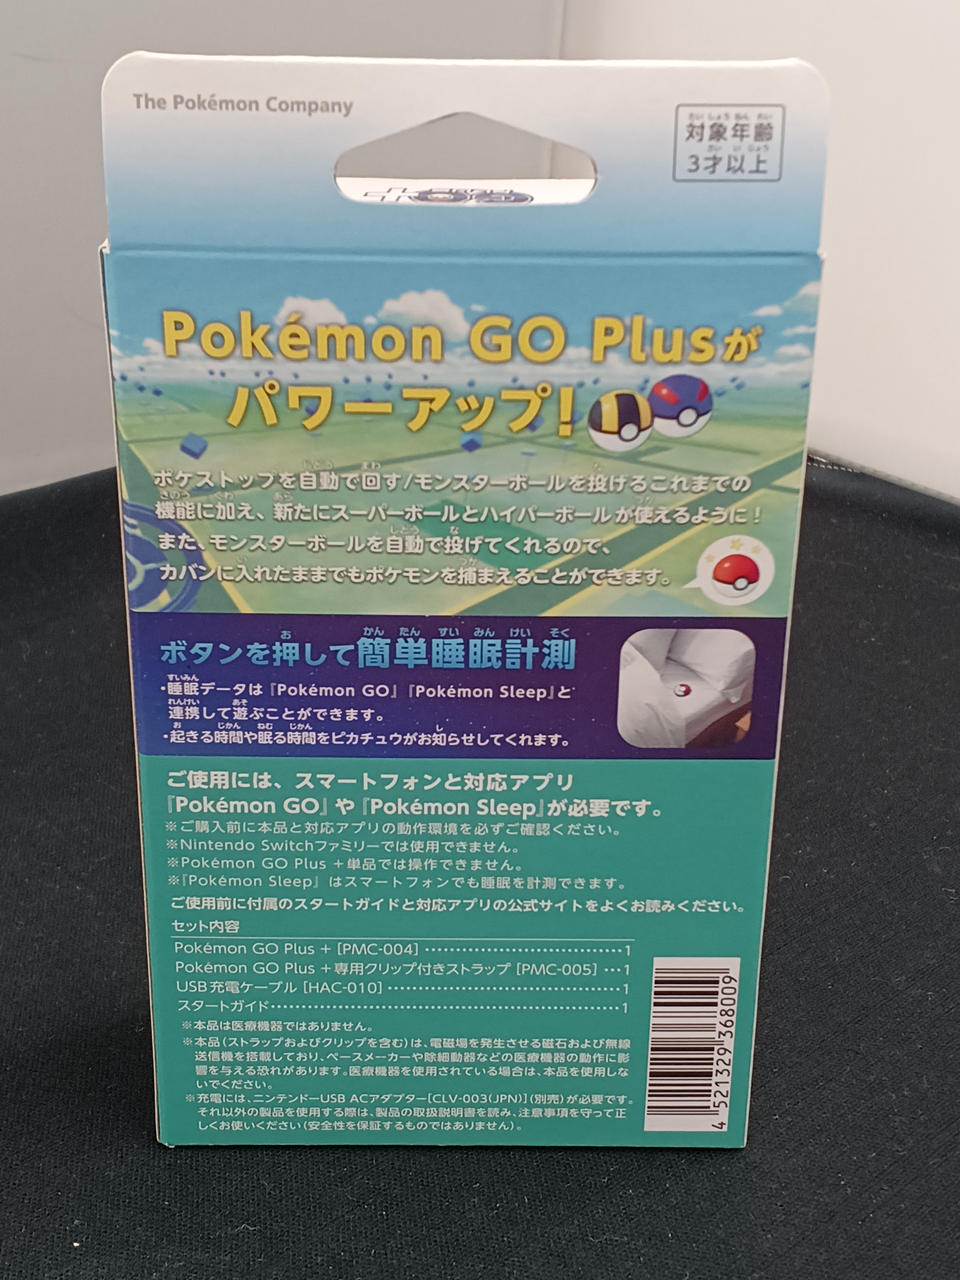 The Pokémon Company
対象年齢
3才以上
Pokémon GO Plusが
パワーアップ!
ポケストップを自動で回す/モンスターボールを投げるこれまでの
機能に加え、新たにスーパーボールとハイパーボールが使えるように!
また、モンスターボールを自動で投げてくれるので、
カバンに入れたままでもポケモンを捕まえることができます。
ボタンを押して簡単睡眠計測
・睡眠データは『Pokémon GO』『Pokémon Sleep』と
連携して遊ぶことができます。
・起きる時間や眠る時間をピカチュウがお知らせしてくれます。
ご使用には、スマートフォンと対応アプリ
『Pokémon GO』や『Pokémon Sleep』が必要です。
※ご購入前に本品と対応アプリの動作環境を必ずご確認ください。
※Nintendo Switchファミリーでは使用できません。
※Pokémon GO Plus +単品では操作できません。
※『Pokémon Sleep』はスマートフォンでも睡眠を計測できます。
ご使用前に付属のスタートガイドと対応アプリの公式サイトをよくお読みください。
セット内容
Pokémon GO Plus + [PMC-004]……………………………1
Pokémon GO Plus +専用クリップ付きストラップ [PMC-005]…1
USB充電ケーブル [HAC-010]…………………………………1
スタートガイド……………………………………………………1
※本品は医療機器ではありません。
※本品(ストラップおよびクリップを含む)は、電磁場を発生させる磁石および無線
送信機を搭載しており、ペースメーカーや除細動器などの医療機器の動作に影
響を与える恐れがあります。医療機器を使用されている場合は、本品を使用しな
いでください。
※充電には、ニンテンドーUSB ACアダプター[CLV-003(JPN)](別売)が必要です。
それ以外の製品を使用する際は、製品の取扱説明書を読み、注意事項を守って正
しくお使いください(安全性を保証するものではありません)。
4 521329 368009